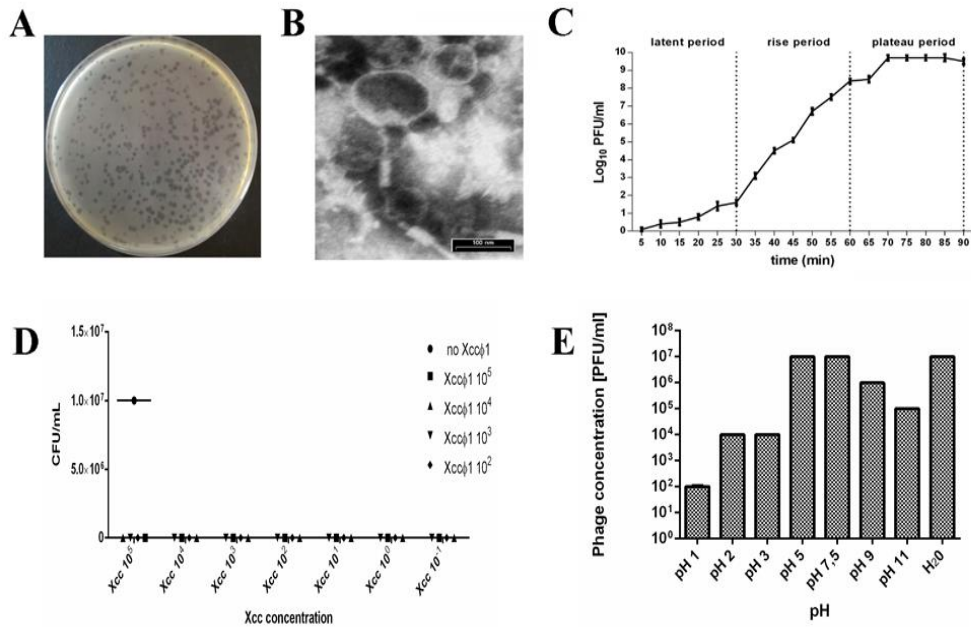 A
B
100 nm
C
latent period rise period plateau period
Log10 PFU/ml
10
9
8
7
6
5
4
3
2
1
0
5 10 15 20 25 30 35 40 45 50 55 60 65 70 75 80 85 90
time (min)
D
CFU/mL
1.5×10⁷
1.0×10⁷
5.0×10⁶
0
no Xccϕ1
Xccϕ1 10⁵
Xccϕ1 10⁴
Xccϕ1 10³
Xccϕ1 10²
Xcc 10⁵ Xcc 10⁴ Xcc 10³ Xcc 10² Xcc 10¹ Xcc 10⁰ Xcc 10⁻¹
Xcc concentration
E
Phage concentration [PFU/ml]
10⁸
10⁷
10⁶
10⁵
10⁴
10³
10²
10¹
10⁰
pH 1 pH 2 pH 3 pH 5 pH 7,5 pH 9 pH 11 H20
pH